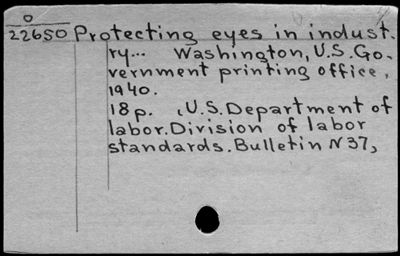 0
22650 Protecting eyes in indust.
ry... Washington, U.S. Go-
vernment printing office,
1940.
18 p. (U.S. Department of
labor. Division of labor
standards. Bulletin N 37,